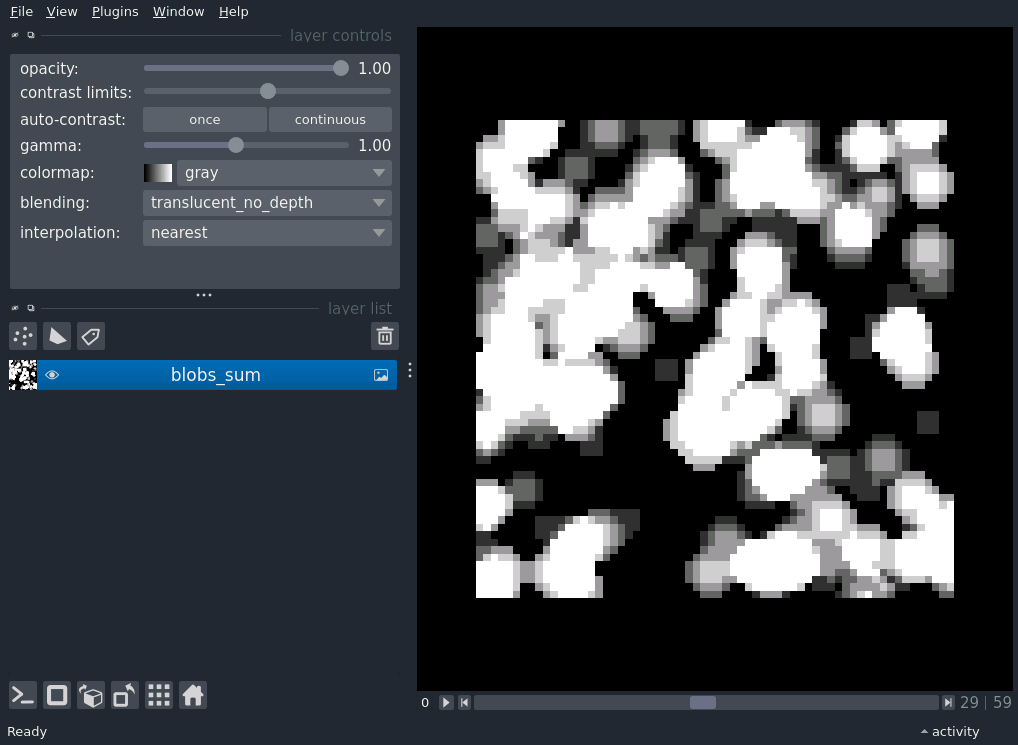 File View Plugins Window Help
layer controls
opacity: 1.00
contrast limits:
auto-contrast: once continuous
gamma: 1.00
colormap: gray
blending: translucent_no_depth
interpolation: nearest
layer list
blobs_sum
0 29 | 59
Ready activity